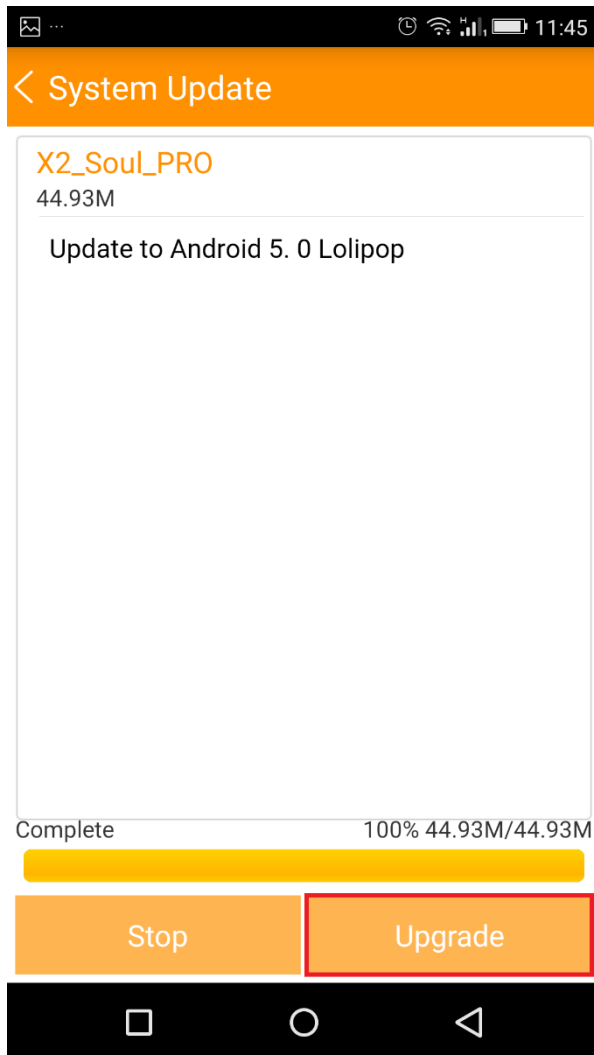 ... 11:45
System Update
X2_Soul_PRO
44.93M
Update to Android 5. 0 Lolipop
Complete 100% 44.93M/44.93M
Stop Upgrade